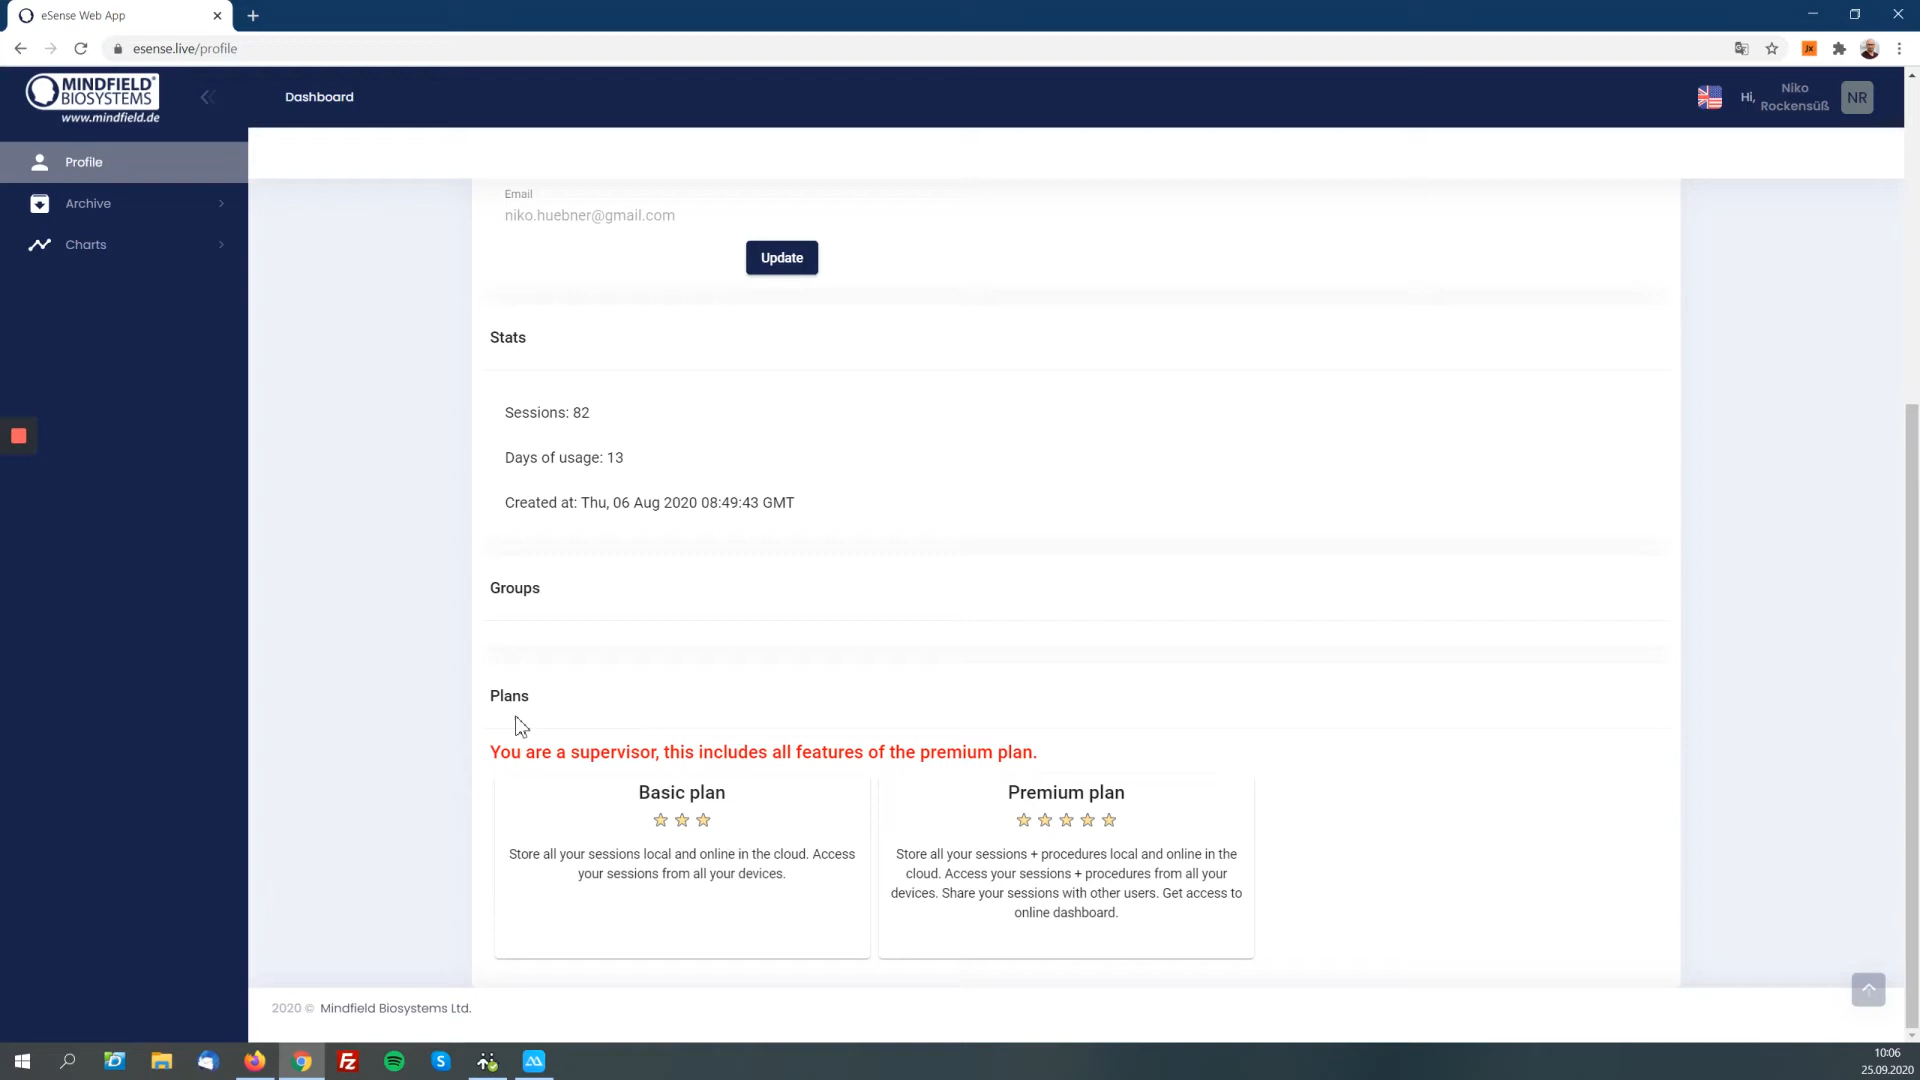 eSense Web App
esense.live/profile
MINDFIELD®
BIOSYSTEMS
www.mindfield.de
Dashboard
Hi,
Niko
Rockensüß
NR
Profile
Archive
Charts
Email
niko.huebner@gmail.com
Update
Stats
Sessions: 82
Days of usage: 13
Created at: Thu, 06 Aug 2020 08:49:43 GMT
Groups
Plans
You are a supervisor, this includes all features of the premium plan.
Basic plan
Store all your sessions local and online in the cloud. Access
your sessions from all your devices.
Premium plan
Store all your sessions + procedures local and online in the
cloud. Access your sessions + procedures from all your
devices. Share your sessions with other users. Get access to
online dashboard.
2020 © Mindfield Biosystems Ltd.
10:06
25.09.2020